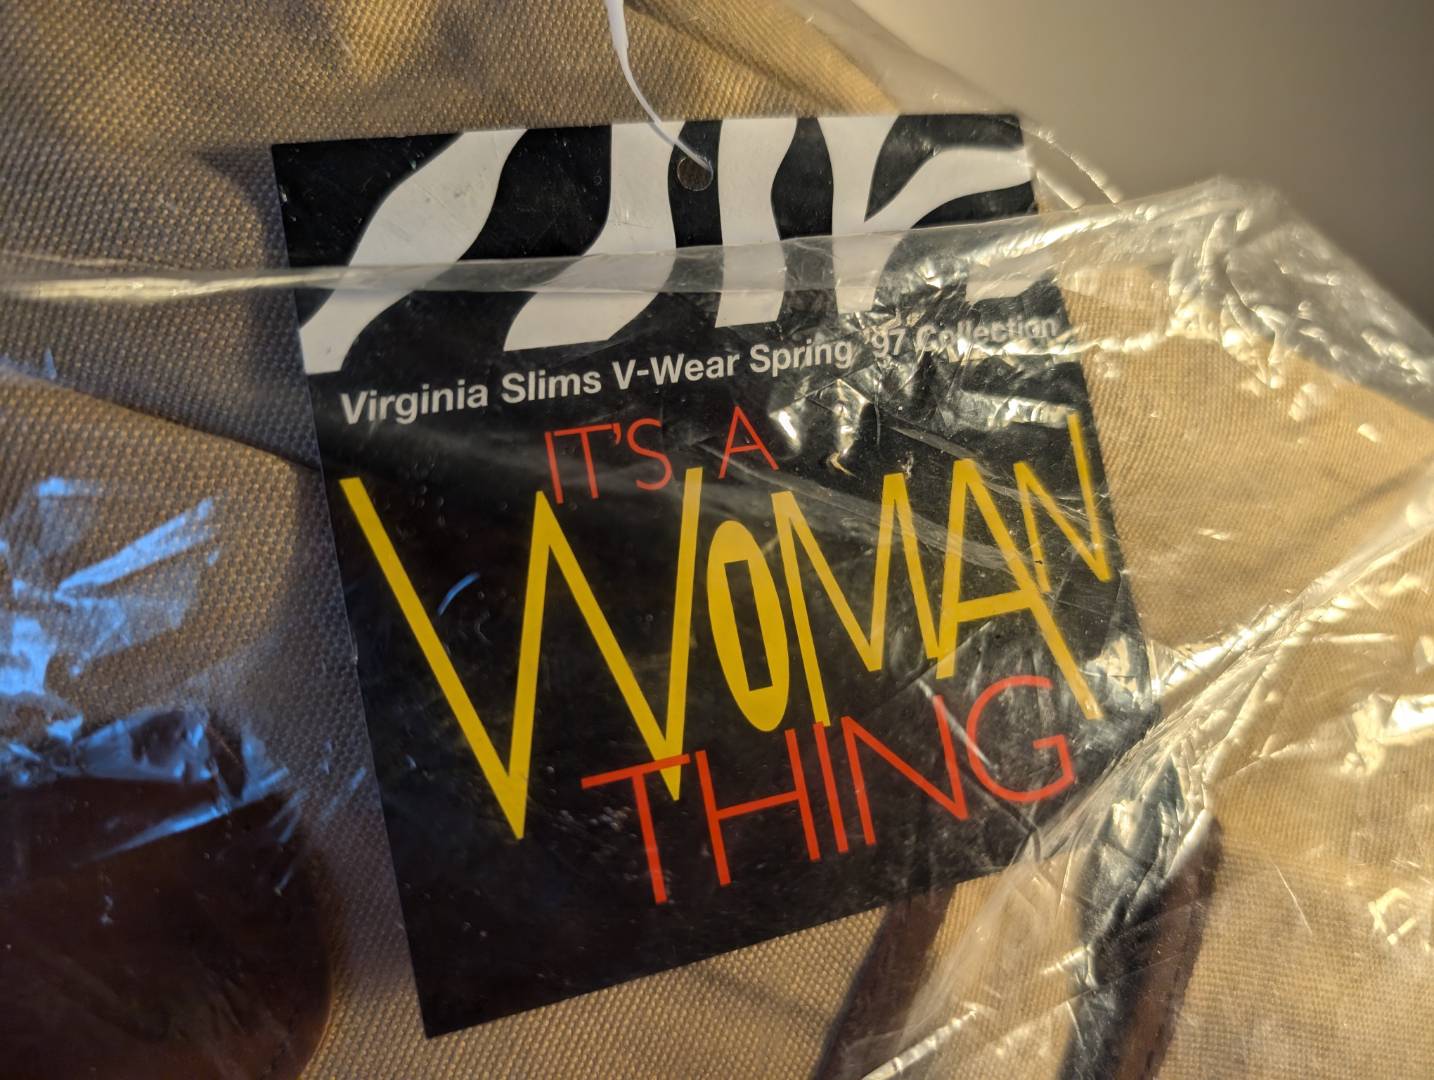 Virginia Slims V-Wear Spring '97 Collection
IT'S A
WOMAN
THING